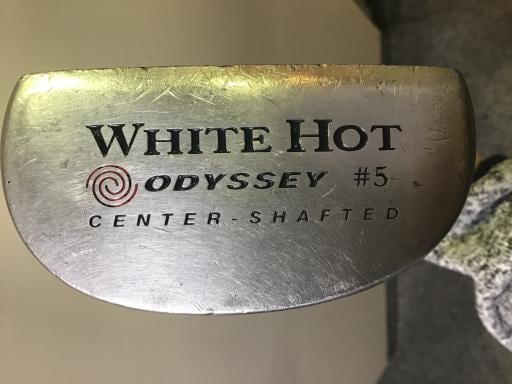 WHITE HOT
ODYSSEY #5
CENTER-SHAFTED